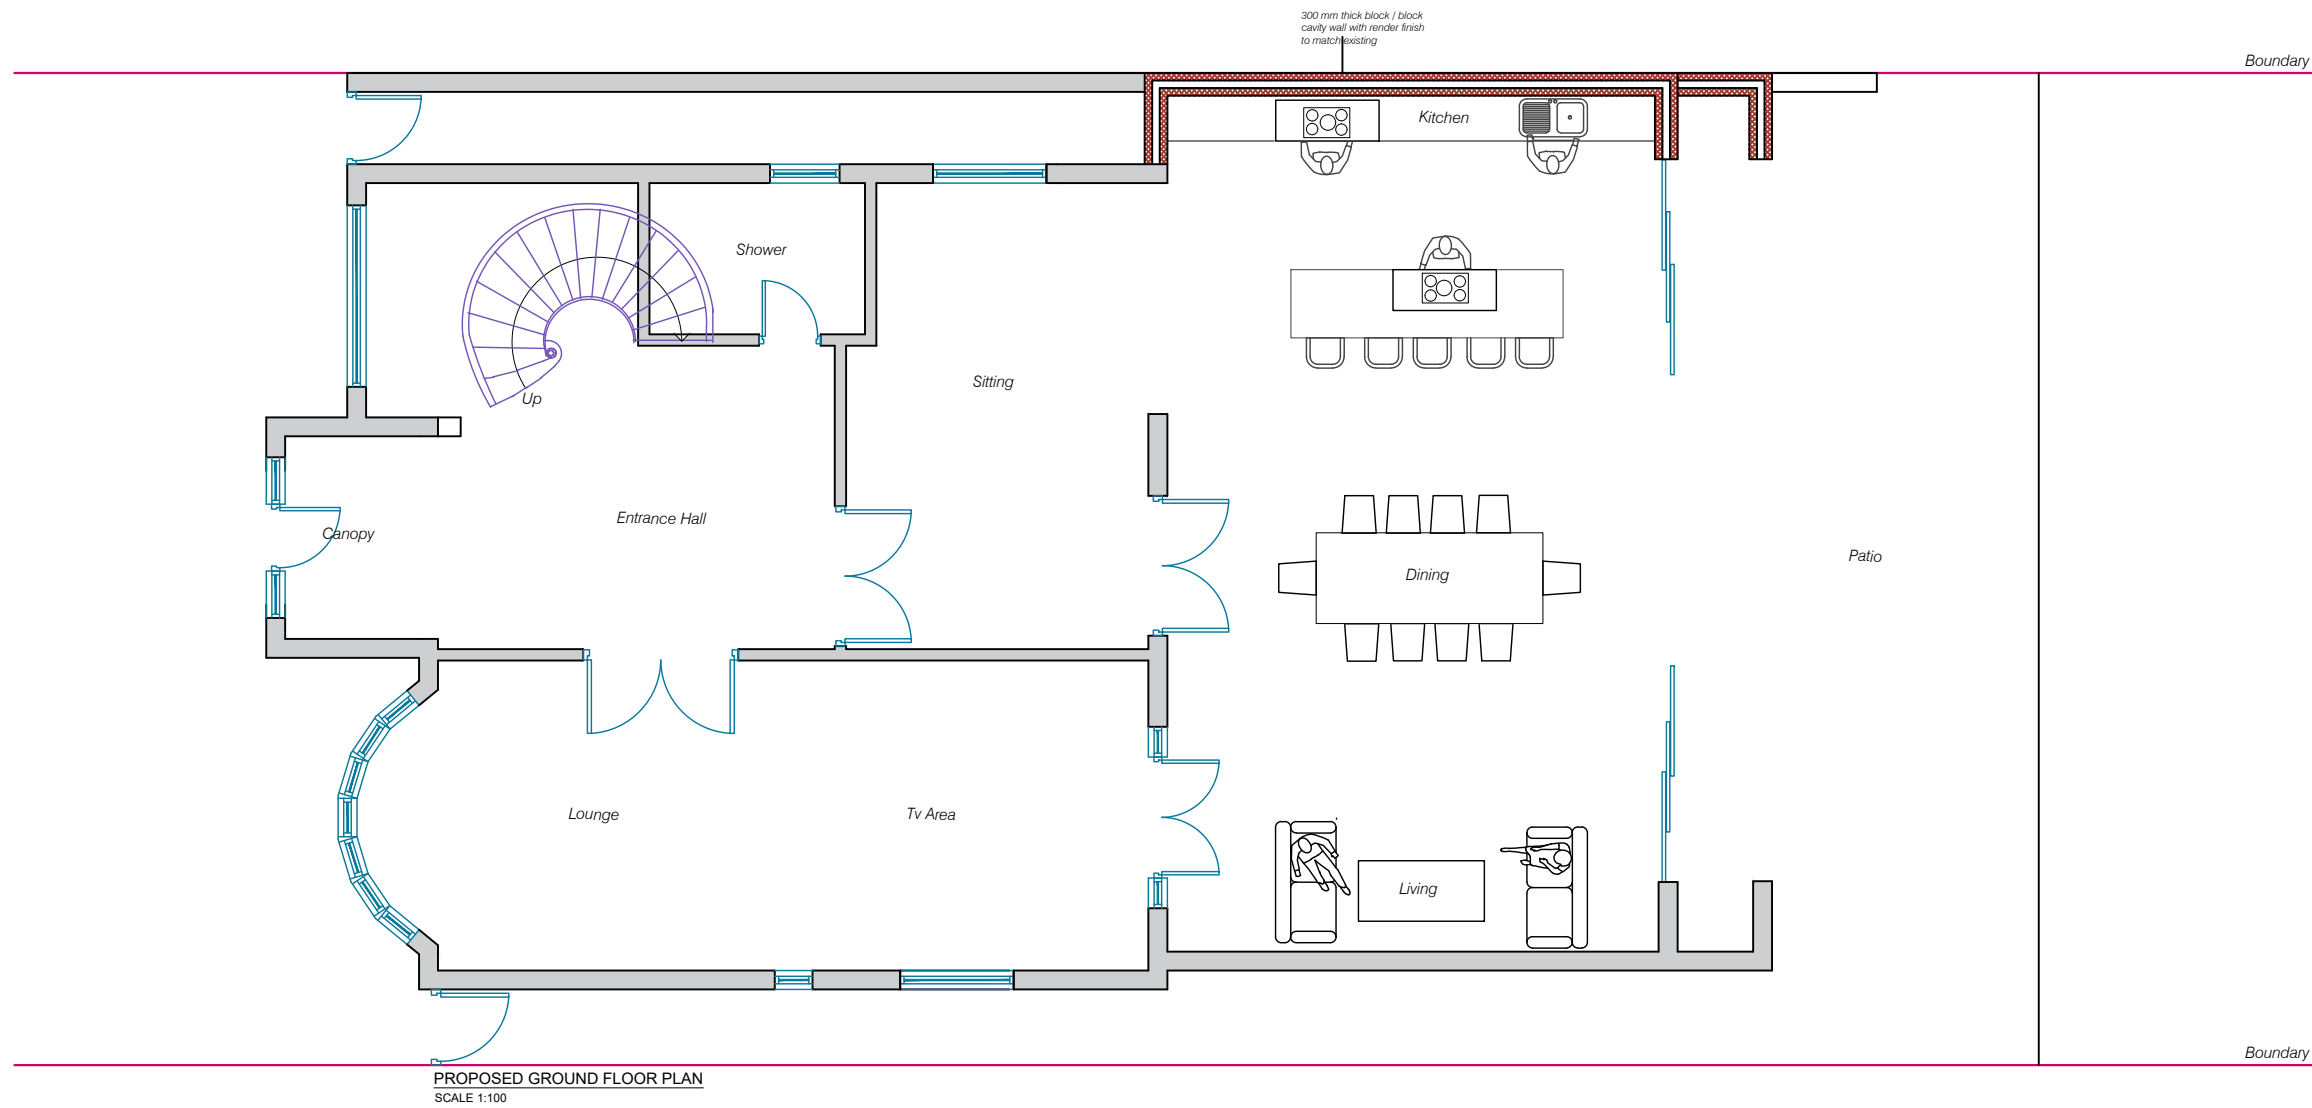 300 mm thick block / block
cavity wall with render finish
to match existing
Boundary
Kitchen
Shower
Sitting
Up
Entrance Hall
Canopy
Patio
Dining
Lounge
Tv Area
Living
Boundary
PROPOSED GROUND FLOOR PLAN
SCALE 1:100